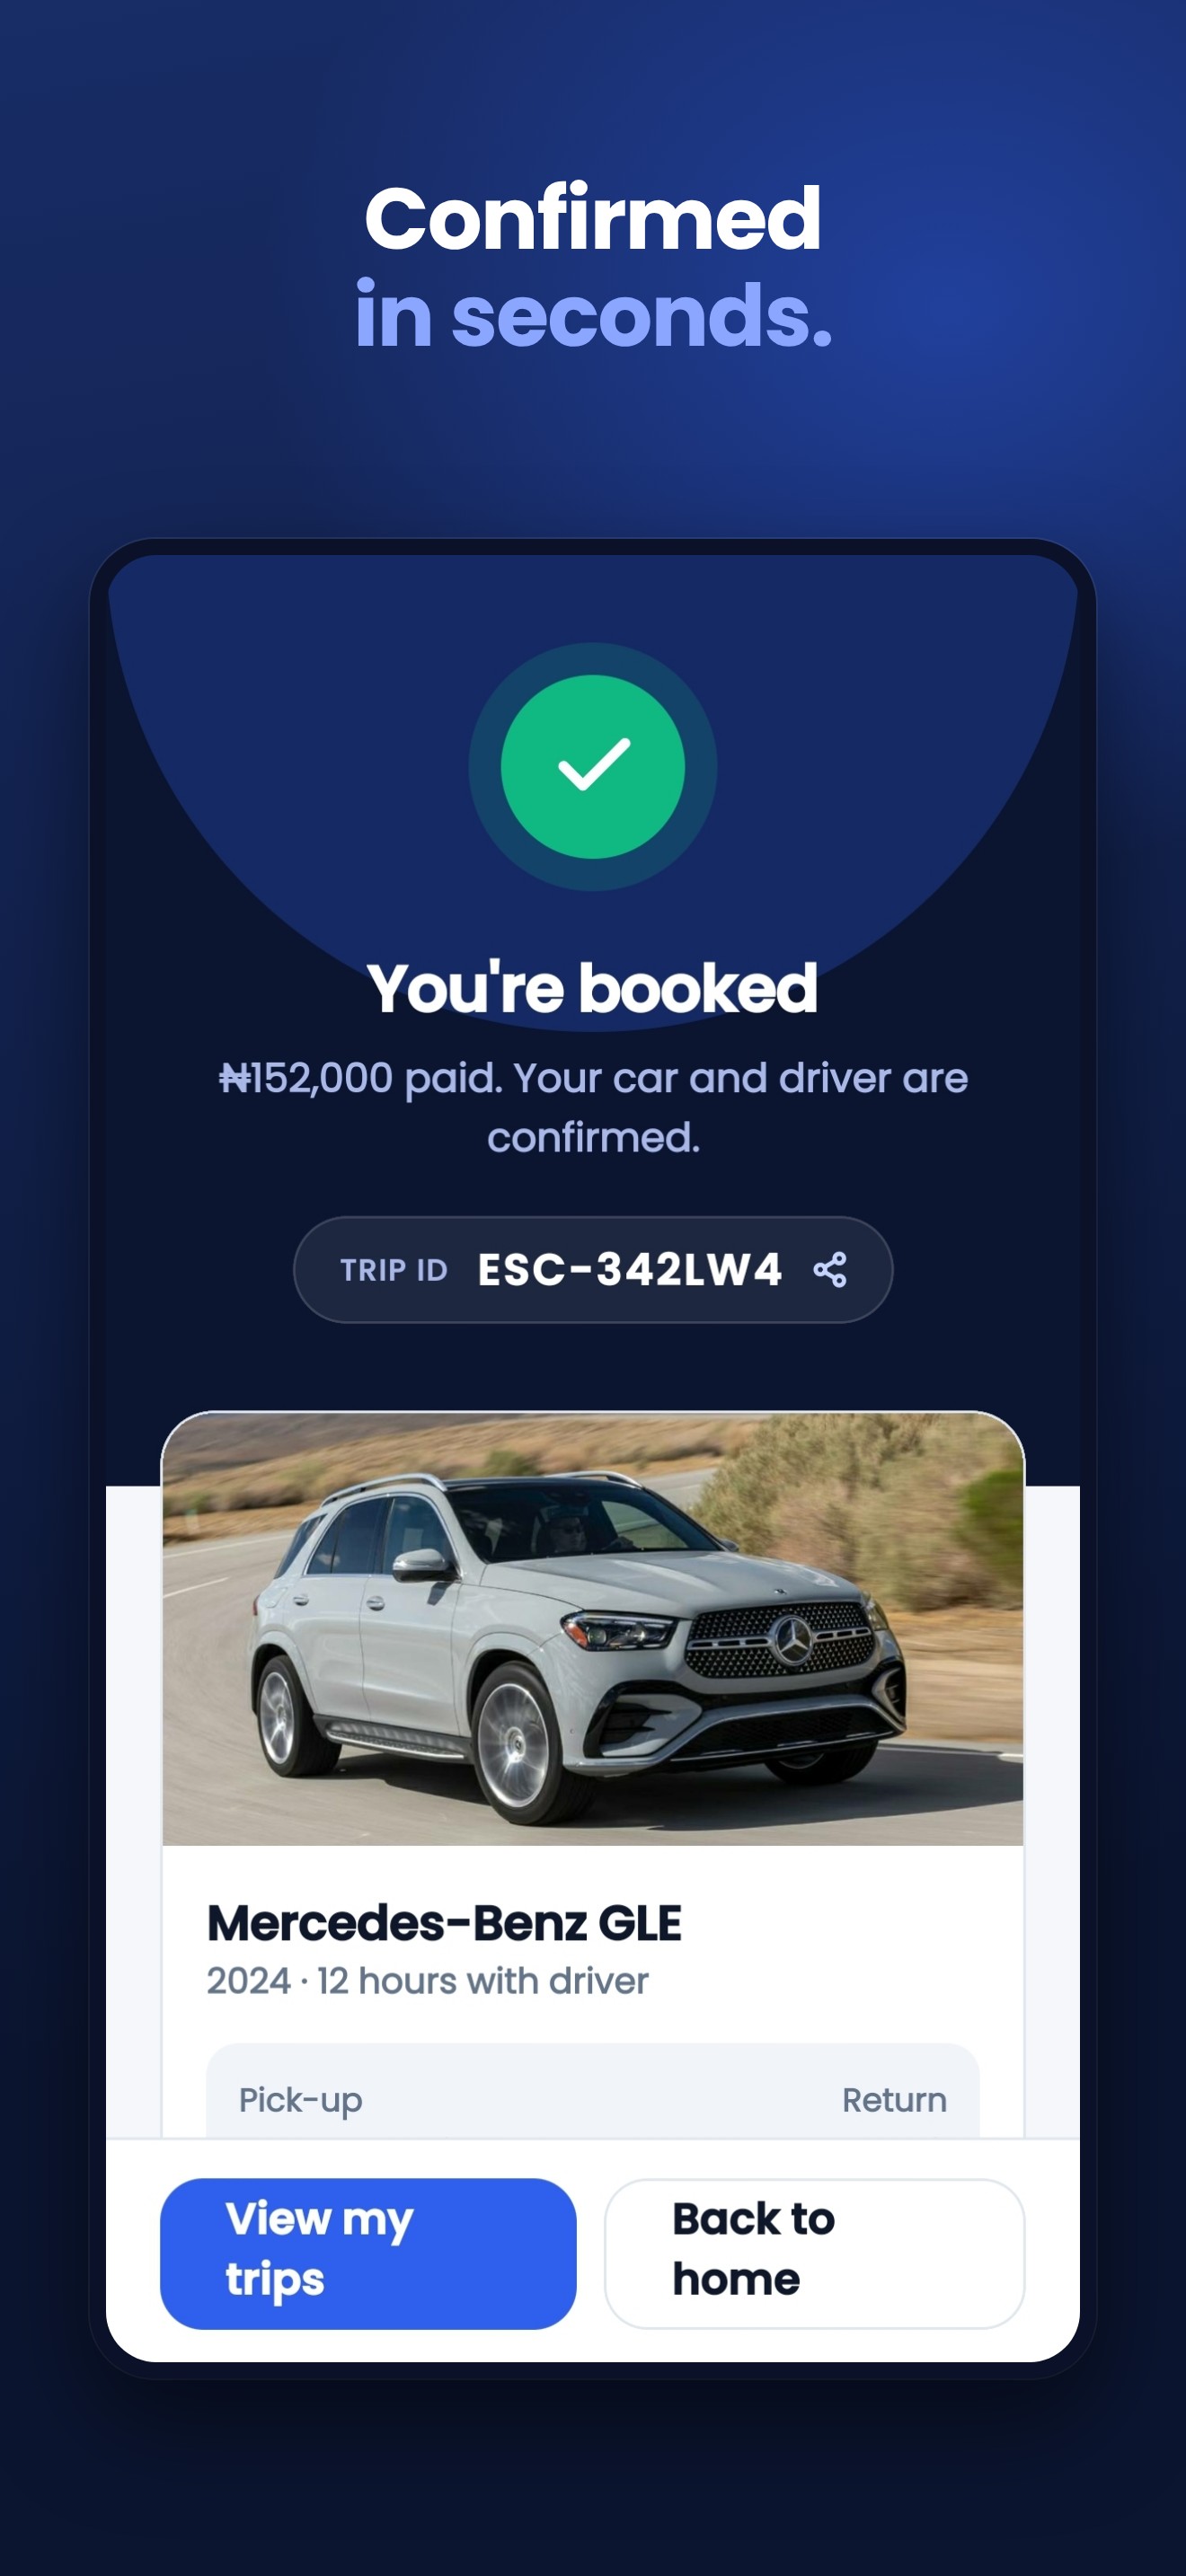 Confirmed
in seconds.
You're booked
₦152,000 paid. Your car and driver are
confirmed.
TRIP ID ESC-342LW4
Mercedes-Benz GLE
2024 · 12 hours with driver
Pick-up Return
View my
trips
Back to
home